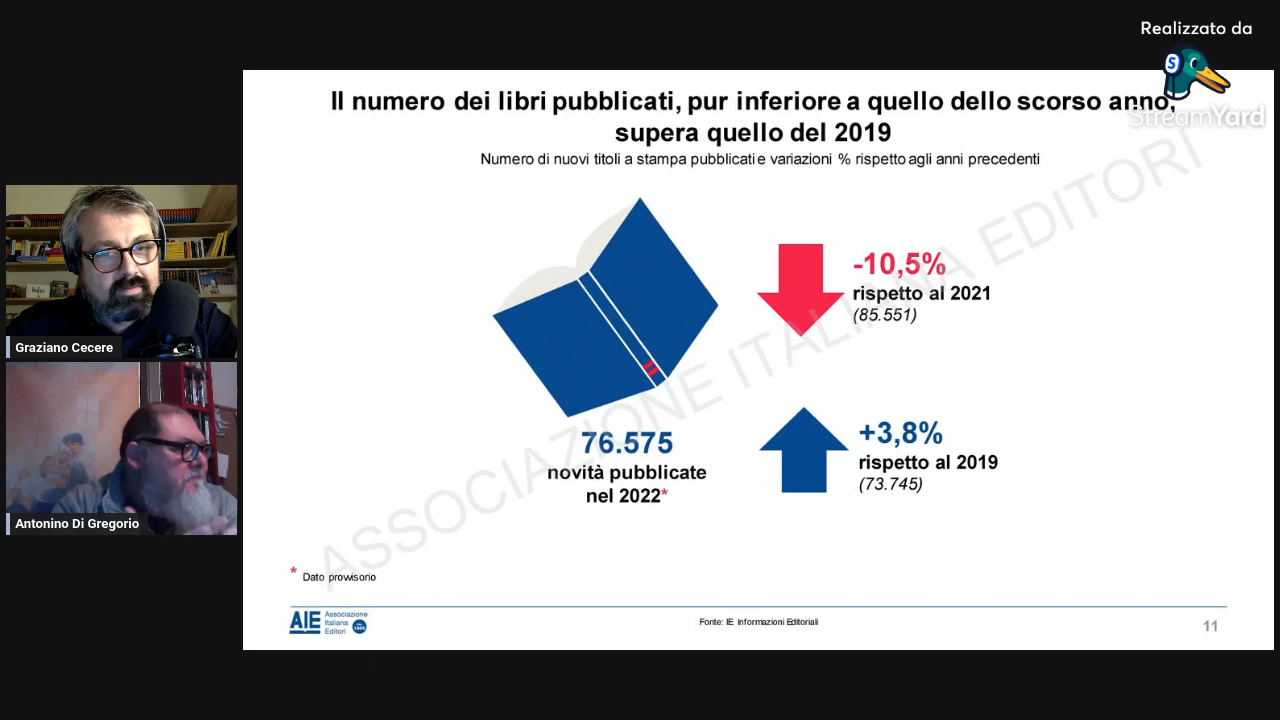 Realizzato da
StreamYard
Il numero dei libri pubblicati, pur inferiore a quello dello scorso anno,
supera quello del 2019
Numero di nuovi titoli a stampa pubblicati e variazioni % rispetto agli anni precedenti
ASSOCIAZIONE ITALIANA EDITORI
-10,5%
rispetto al 2021
(85.551)
Graziano Cecere
76.575
novità pubblicate
nel 2022*
+3,8%
rispetto al 2019
(73.745)
Antonino Di Gregorio
* Dato provvisorio
AIE
Associazione
Italiana
Editori
Fonte: IE Informazioni Editoriali
11